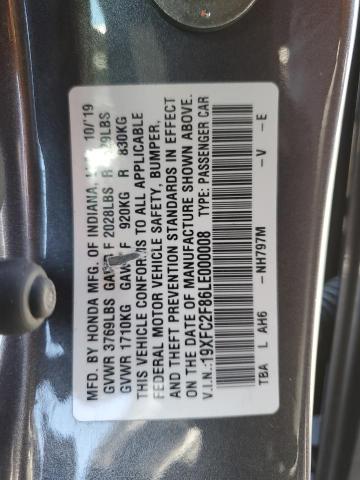 MFD. BY HONDA MFG. OF INDIANA, 10/'19
GVWR 3769LBS F 2028LBS R
GVWR 1710KG F 920KG R 830KG
THIS VEHICLE CONFORMS TO ALL APPLICABLE
FEDERAL MOTOR VEHICLE SAFETY, BUMPER,
AND THEFT PREVENTION STANDARDS IN EFFECT
ON THE DATE OF MANUFACTURE SHOWN ABOVE.
V.I.N.:19XFC2F86LE000008 TYPE: PASSENGER CAR
TBA L AH6 -NH797M -V -E